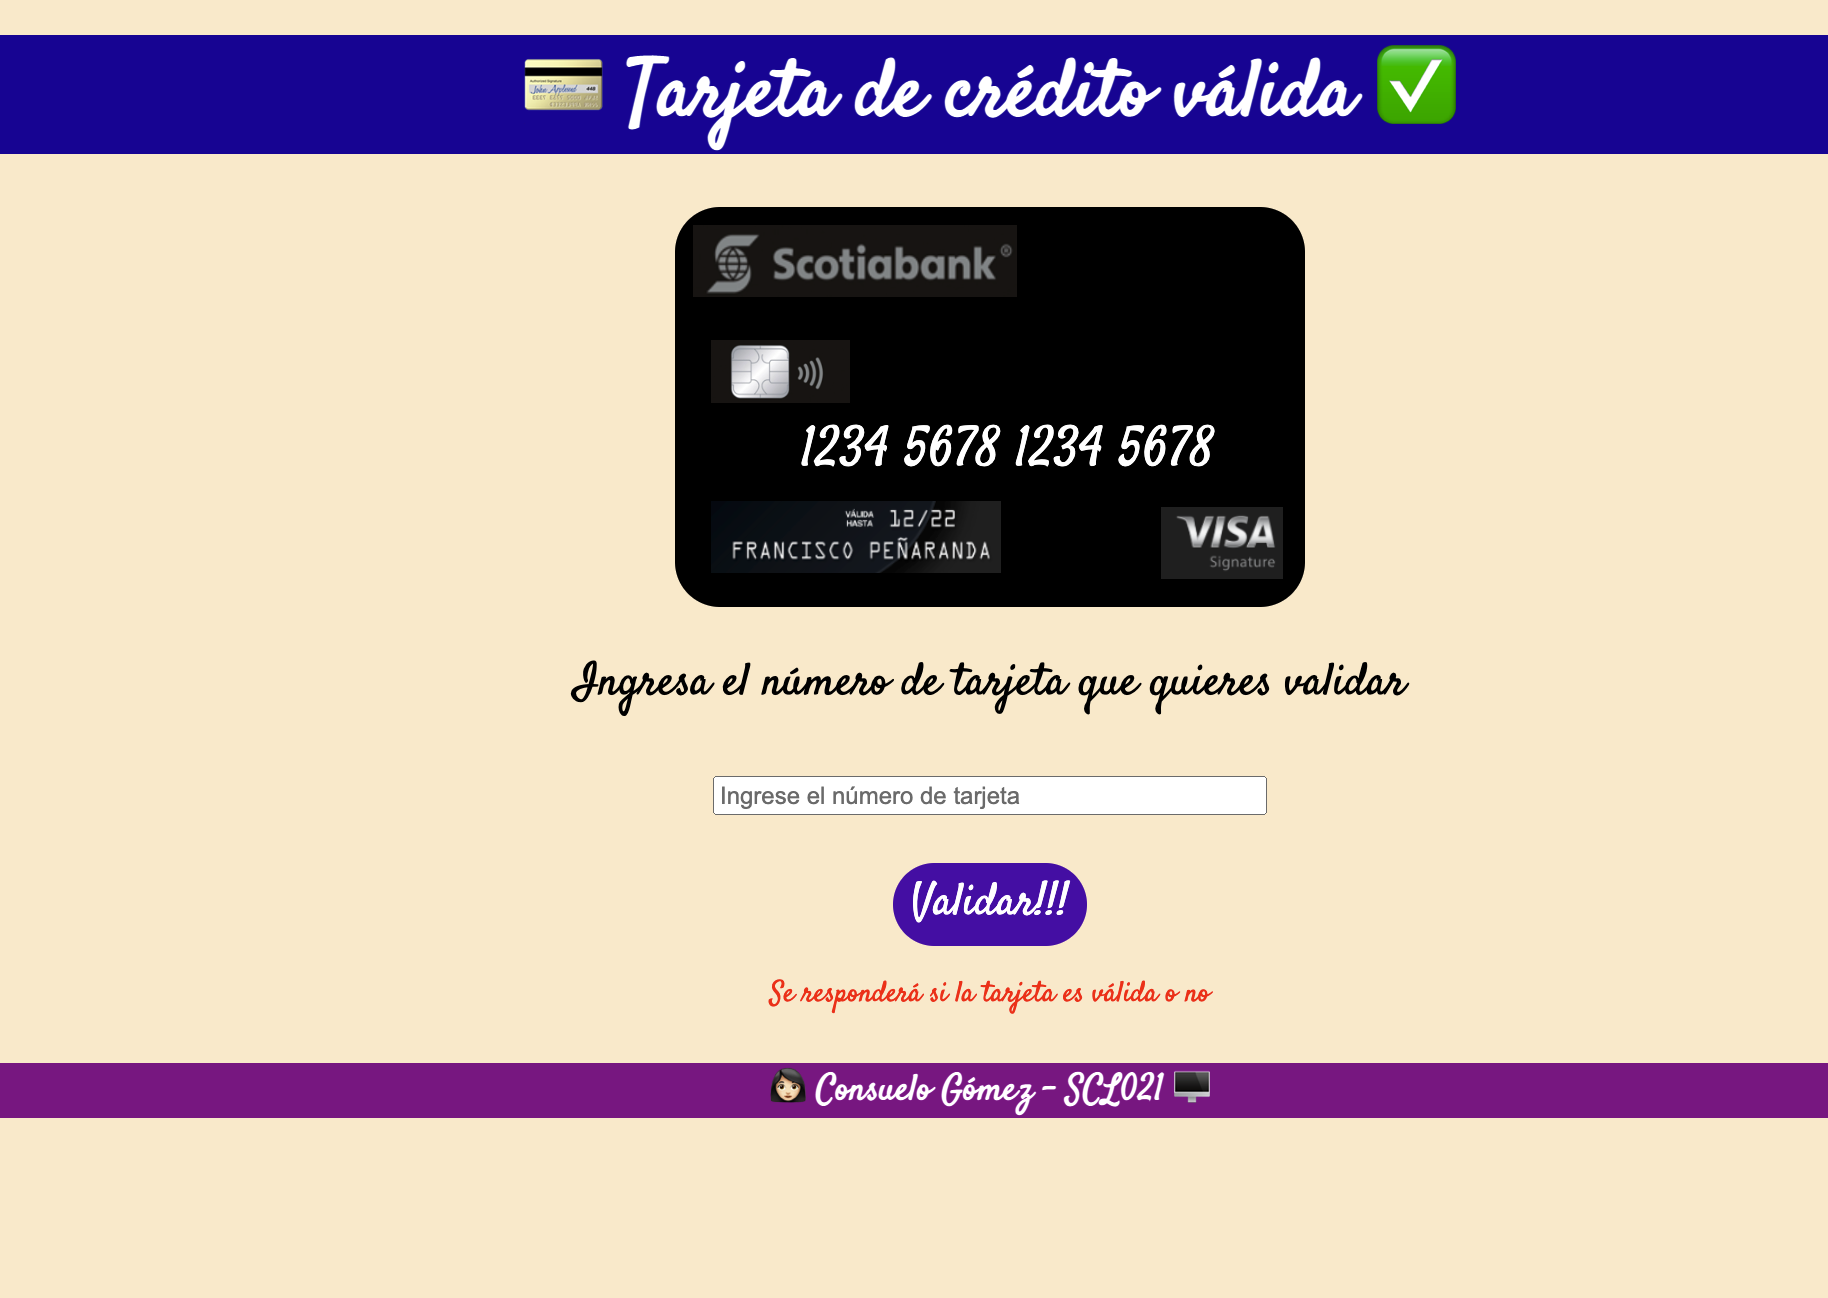 Tarjeta de crédito válida
Scotiabank®
1234 5678 1234 5678
VÁLIDA HASTA 12/22
FRANCISCO PEÑARANDA
VISA
Signature
Ingresa el número de tarjeta que quieres validar
Ingrese el número de tarjeta
Validar!!!
Se responderá si la tarjeta es válida o no
Consuelo Gómez - SCL021